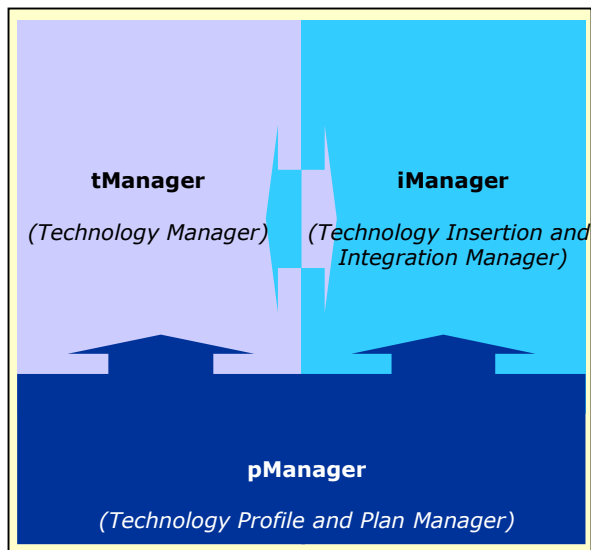 tManager
(Technology Manager)
iManager
(Technology Insertion and
Integration Manager)
pManager
(Technology Profile and Plan Manager)